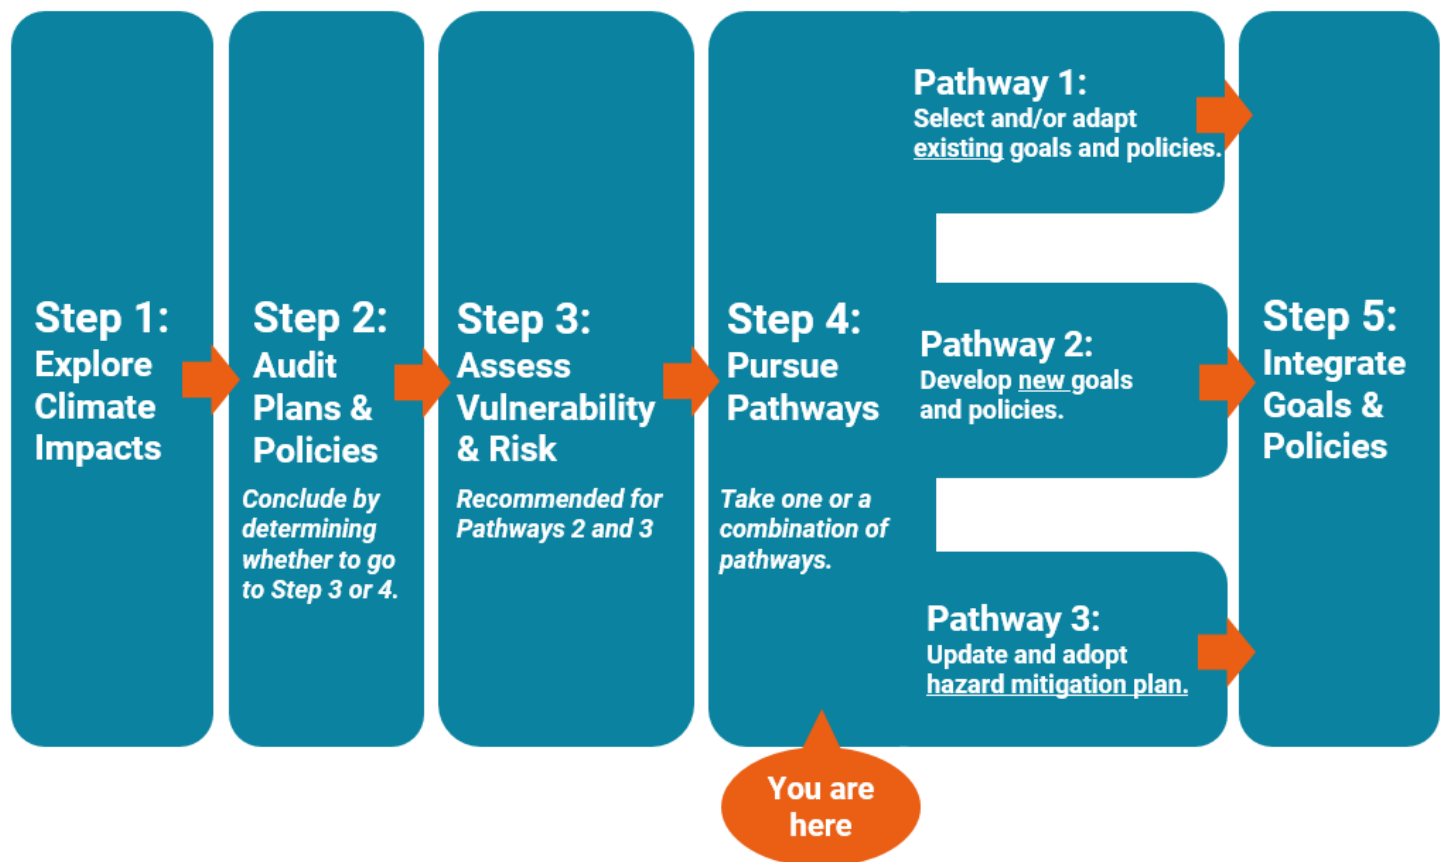 Step 1:
Explore
Climate
Impacts
Step 2:
Audit
Plans &
Policies
Conclude by
determining
whether to go
to Step 3 or 4.
Step 3:
Assess
Vulnerability
& Risk
Recommended for
Pathways 2 and 3
Step 4:
Pursue
Pathways
Take one or a
combination of
pathways.
Pathway 1:
Select and/or adapt
existing goals and policies.
Pathway 2:
Develop new goals
and policies.
Pathway 3:
Update and adopt
hazard mitigation plan.
Step 5:
Integrate
Goals &
Policies
You are
here